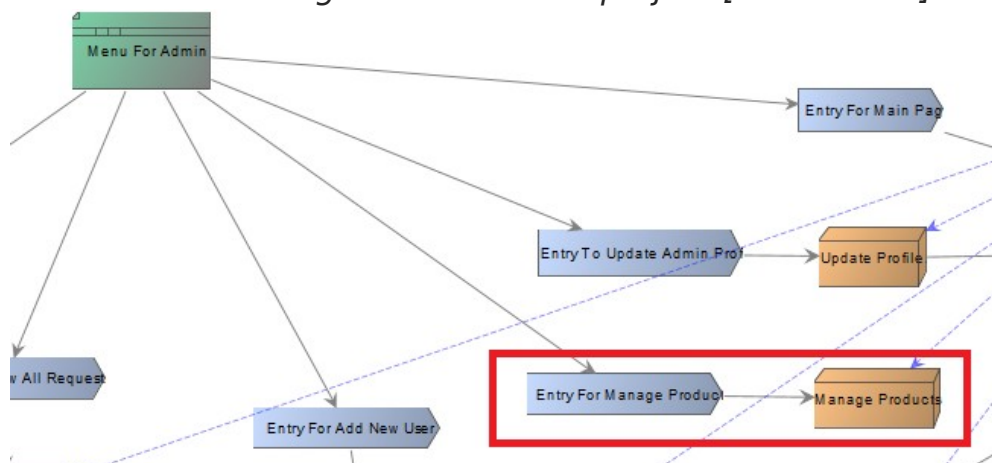 Menu For Admin
Entry For Main Pag
Entry To Update Admin Prof
Update Profile
w All Request
Entry For Manage Product
Manage Products
Entry For Add New User